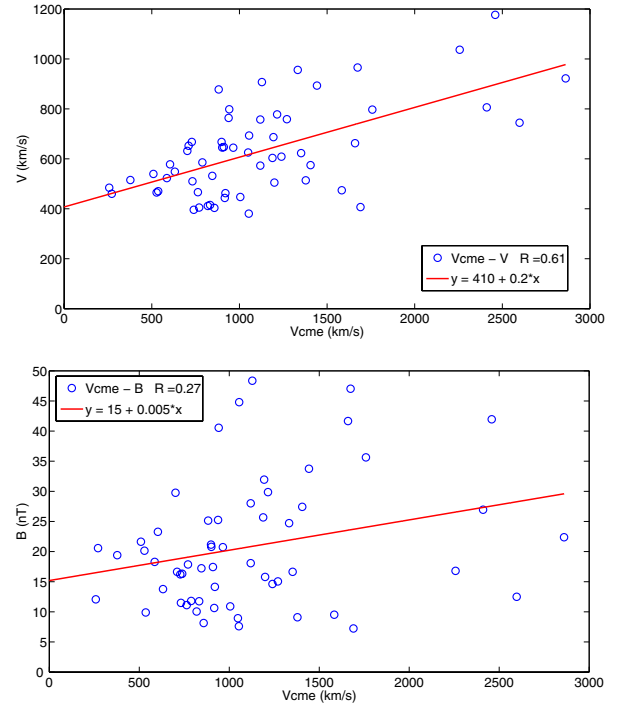 1200
1000
800
600
400
200
0
V (km/s)
Vcme − V R =0.61
y = 410 + 0.2*x
0 500 1000 1500 2000 2500 3000
Vcme (km/s)
50
45
40
35
30
25
20
15
10
5
0
B (nT)
Vcme − B R =0.27
y = 15 + 0.005*x
0 500 1000 1500 2000 2500 3000
Vcme (km/s)